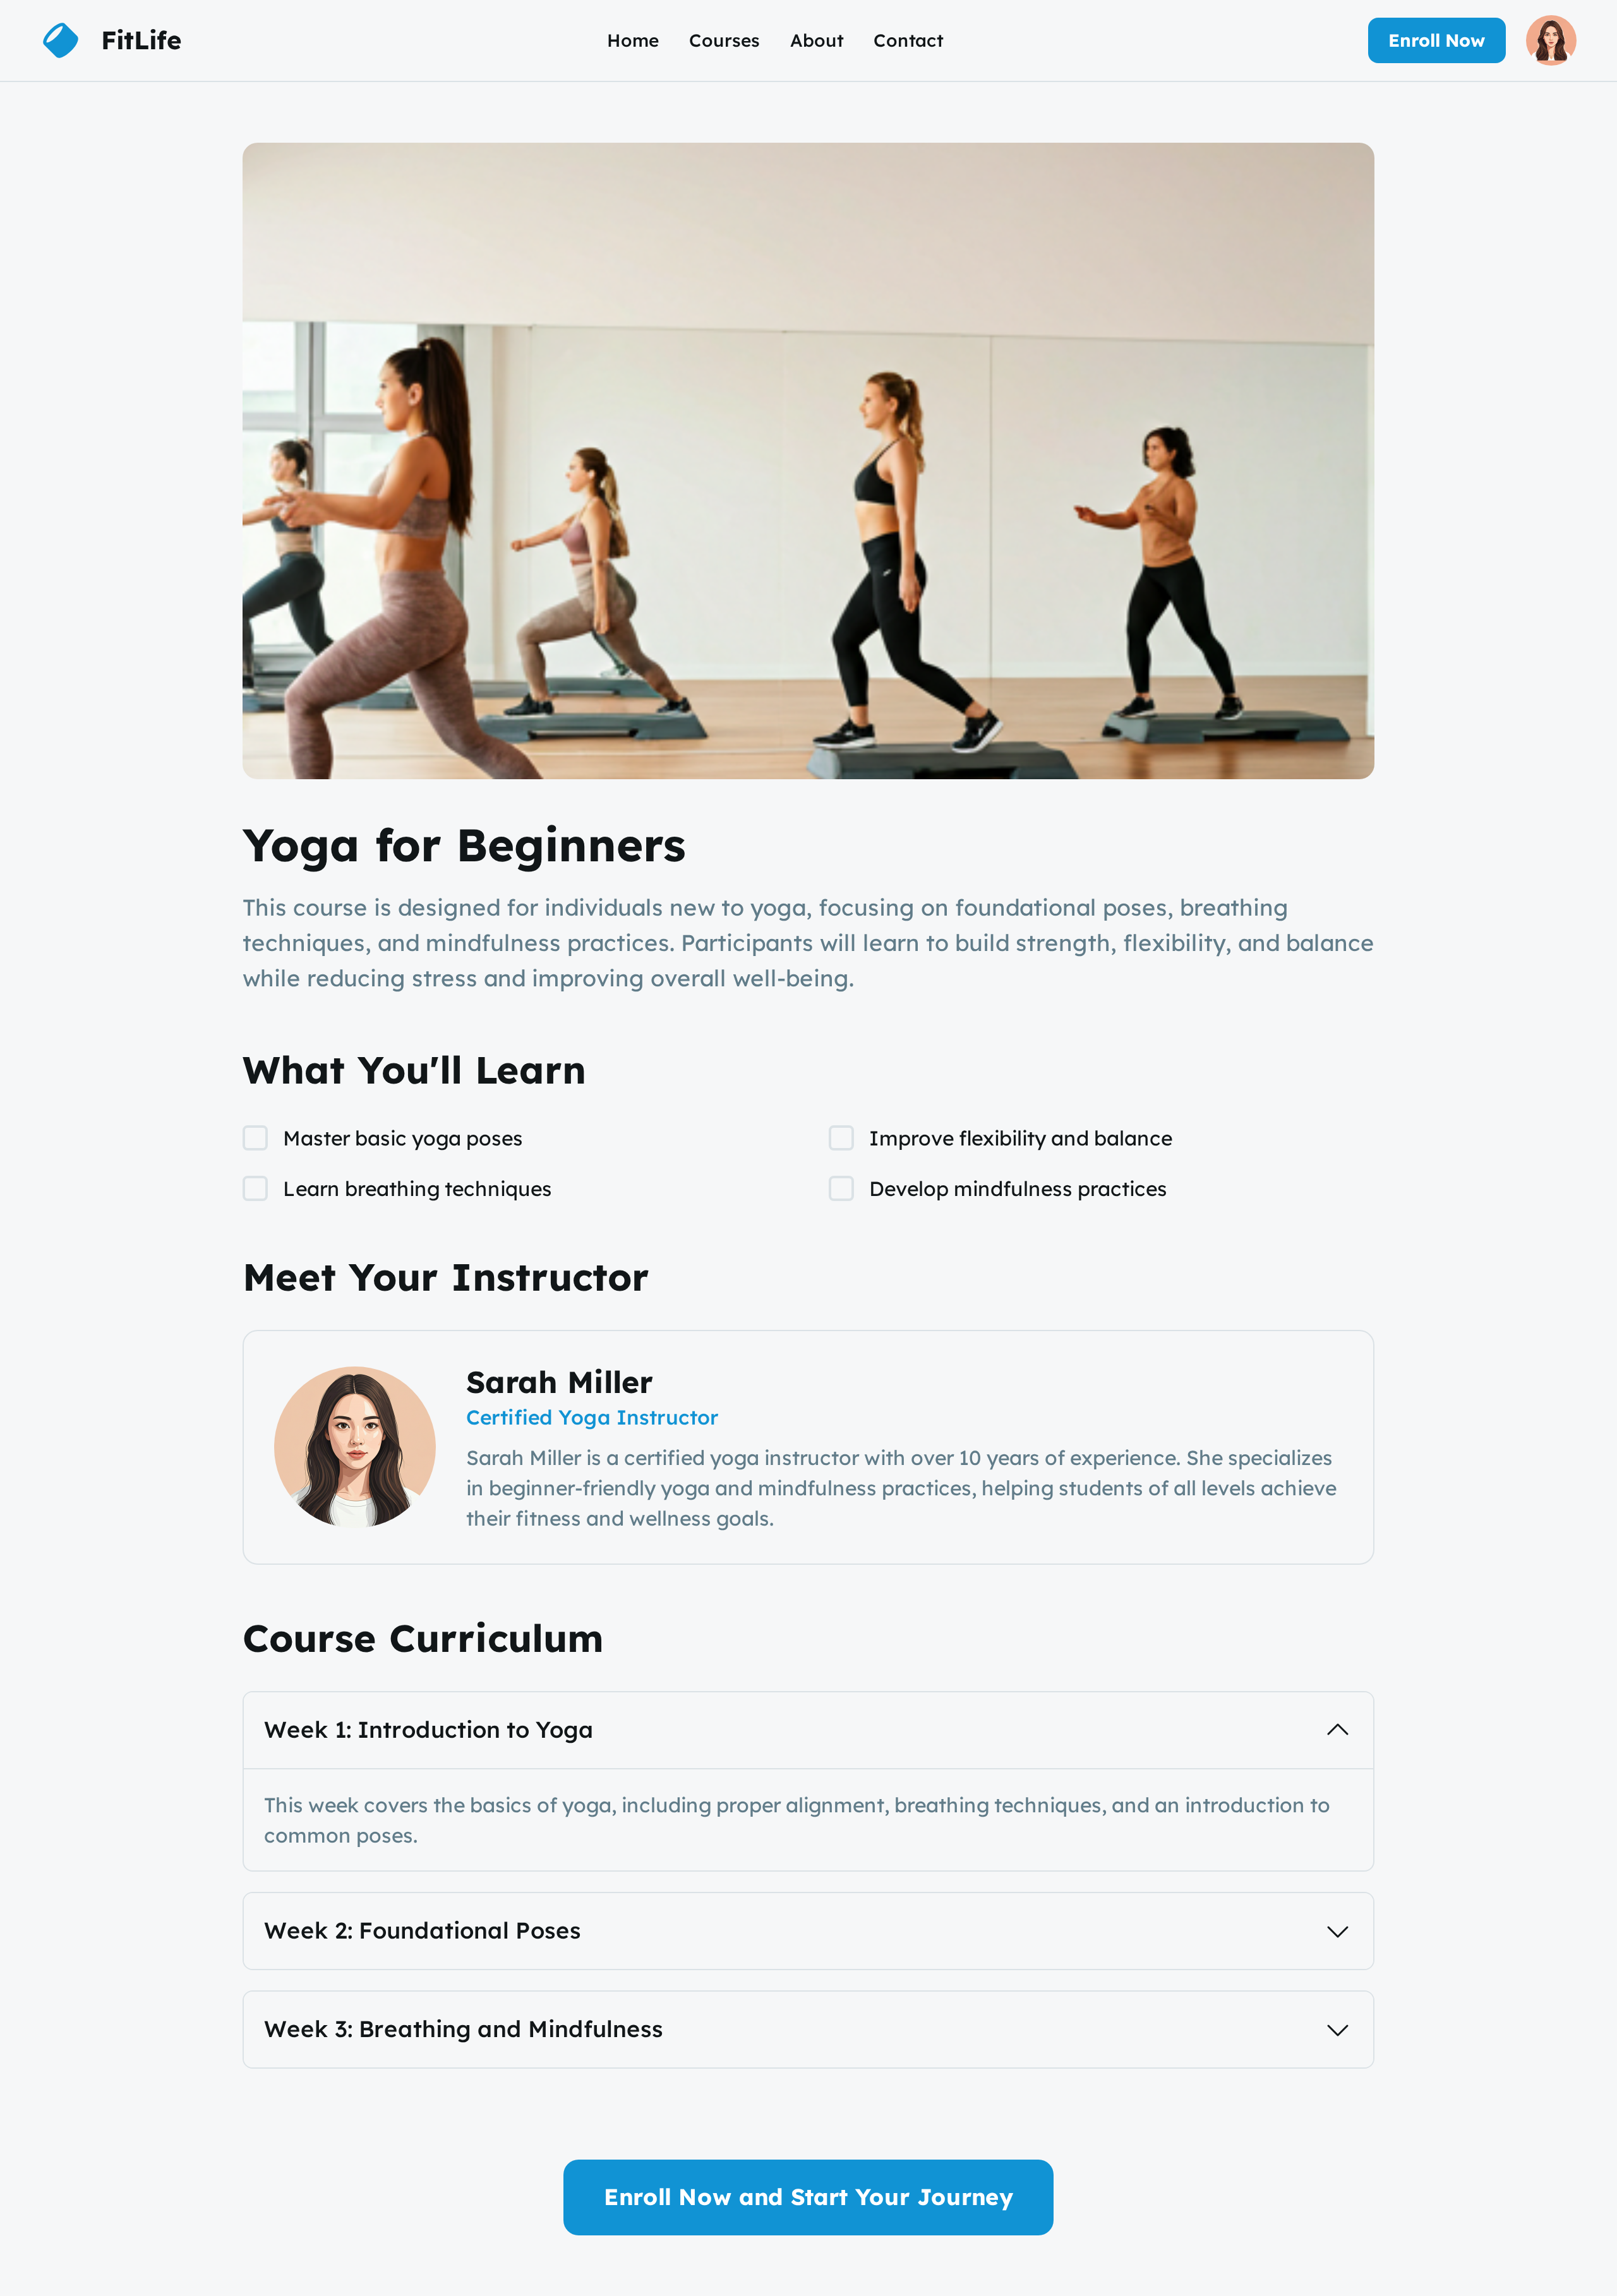 FitLife
Home
Courses
About
Contact
Enroll Now
Yoga for Beginners
This course is designed for individuals new to yoga, focusing on foundational poses, breathing
techniques, and mindfulness practices. Participants will learn to build strength, flexibility, and balance
while reducing stress and improving overall well-being.
What You'll Learn
Master basic yoga poses
Improve flexibility and balance
Learn breathing techniques
Develop mindfulness practices
Meet Your Instructor
Sarah Miller
Certified Yoga Instructor
Sarah Miller is a certified yoga instructor with over 10 years of experience. She specializes
in beginner-friendly yoga and mindfulness practices, helping students of all levels achieve
their fitness and wellness goals.
Course Curriculum
Week 1: Introduction to Yoga
This week covers the basics of yoga, including proper alignment, breathing techniques, and an introduction to
common poses.
Week 2: Foundational Poses
Week 3: Breathing and Mindfulness
Enroll Now and Start Your Journey